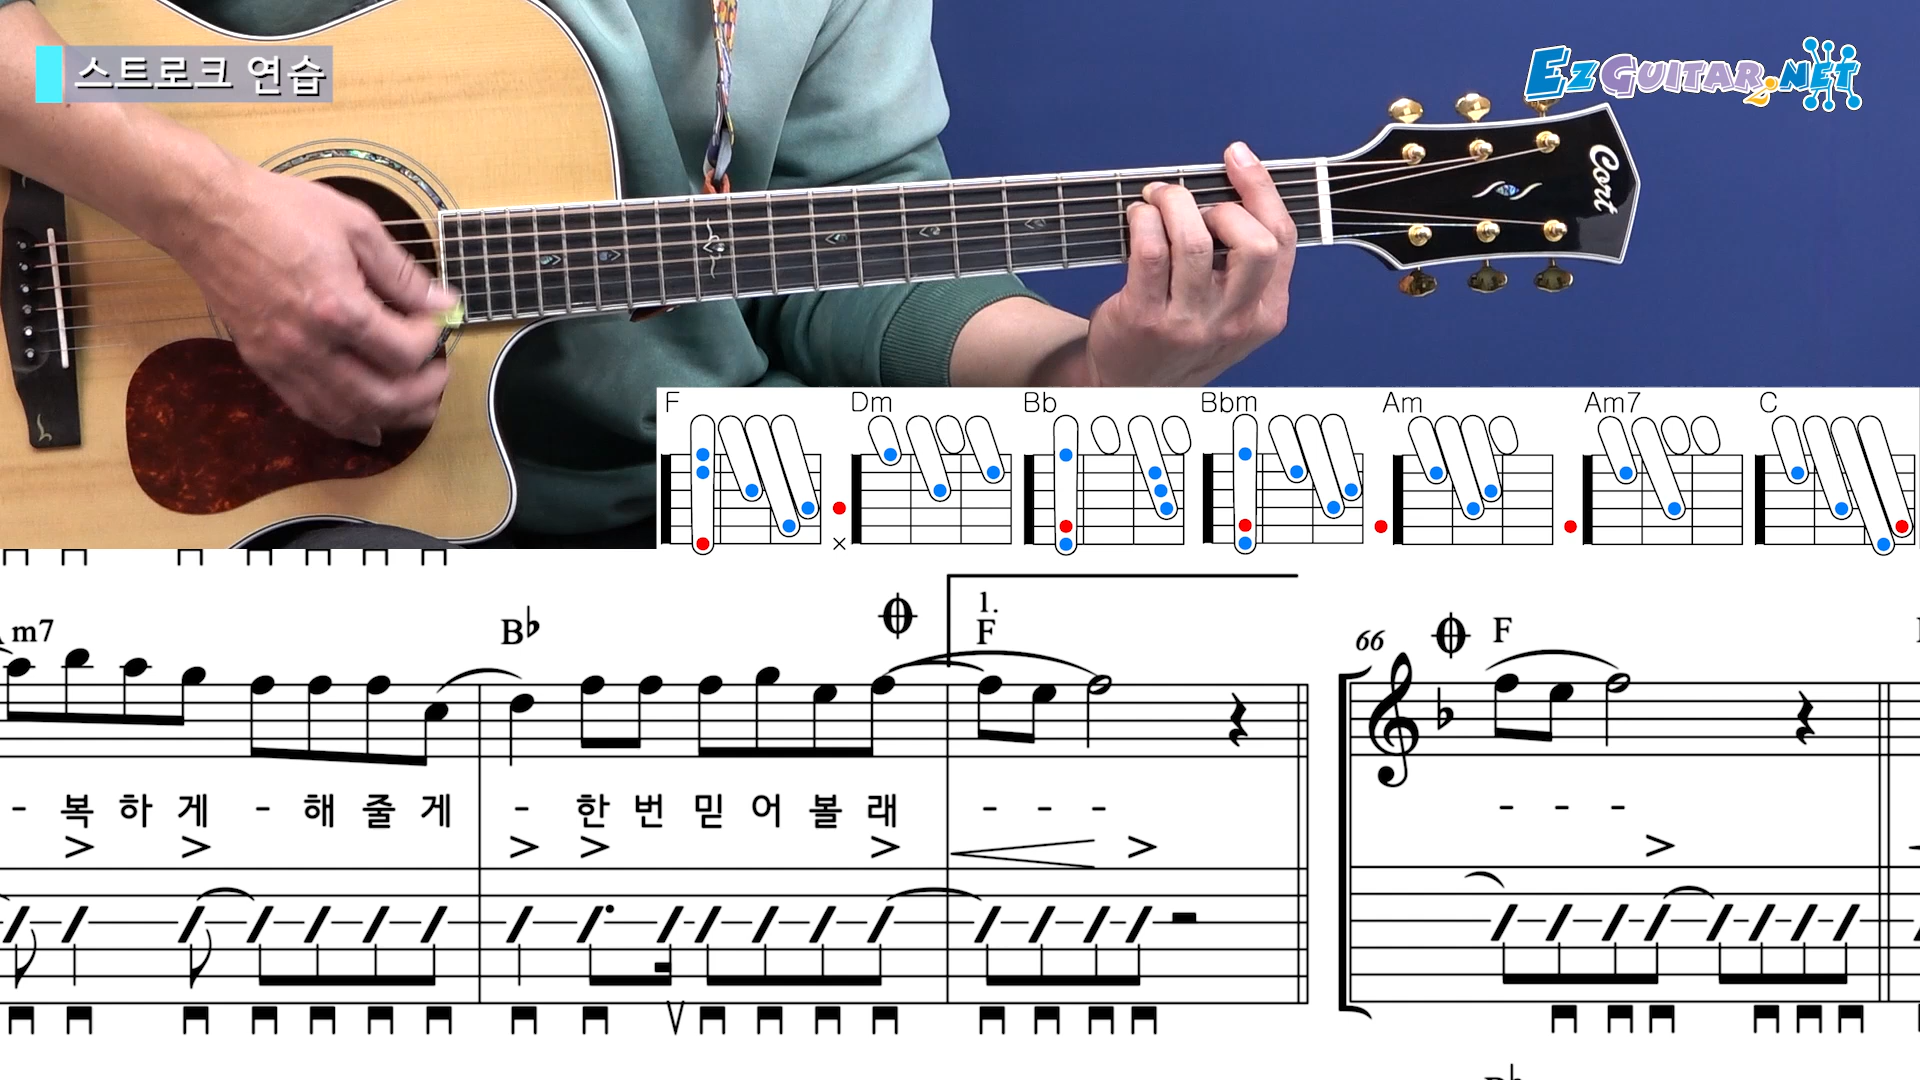 스트로크 연습
EzGuitar2.net
Cort
F Dm Bb Bbm Am Am7 C
×
m7 B♭ 1. F
66 F
- 복 하 게 - 해 줄 게 - 한 번 믿 어 볼 래 - - - - - -